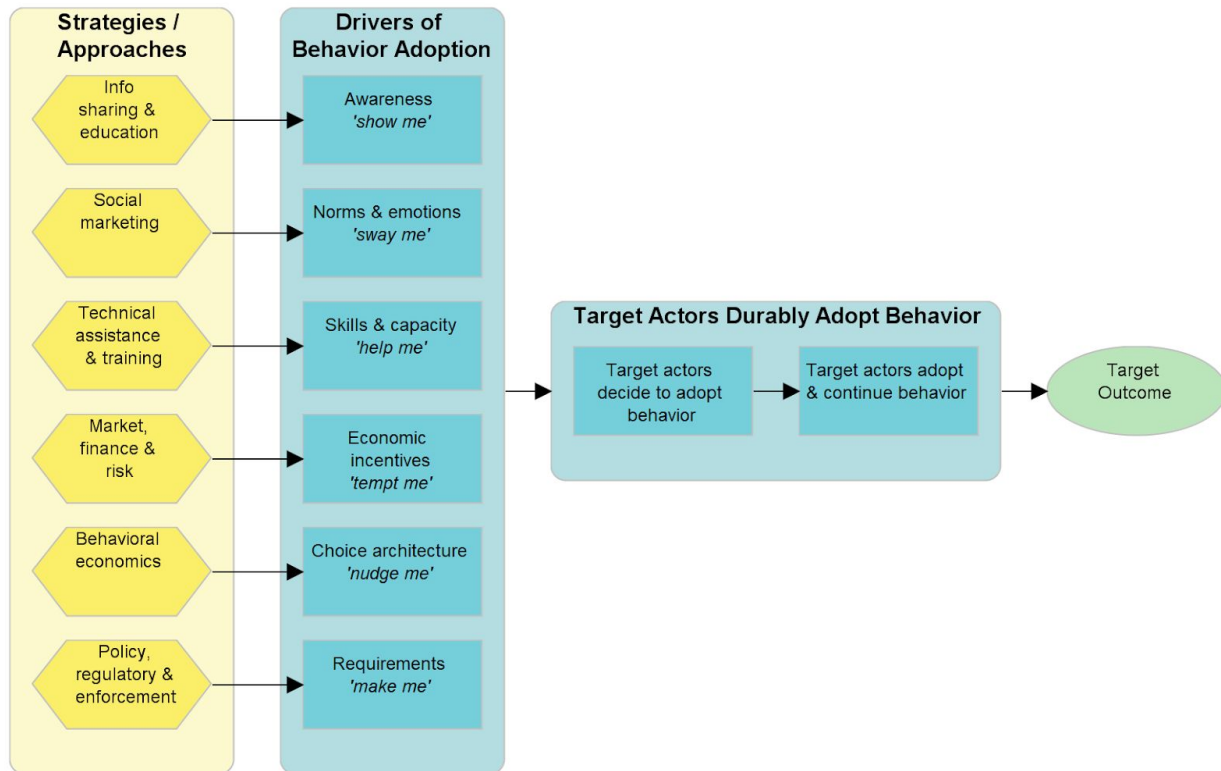 Strategies /
Approaches
Info
sharing &
education
Social
marketing
Technical
assistance
& training
Market,
finance &
risk
Behavioral
economics
Policy,
regulatory &
enforcement
Drivers of
Behavior Adoption
Awareness
'show me'
Norms & emotions
'sway me'
Skills & capacity
'help me'
Economic
incentives
'tempt me'
Choice architecture
'nudge me'
Requirements
'make me'
Target Actors Durably Adopt Behavior
Target actors
decide to adopt
behavior
Target actors adopt
& continue behavior
Target
Outcome